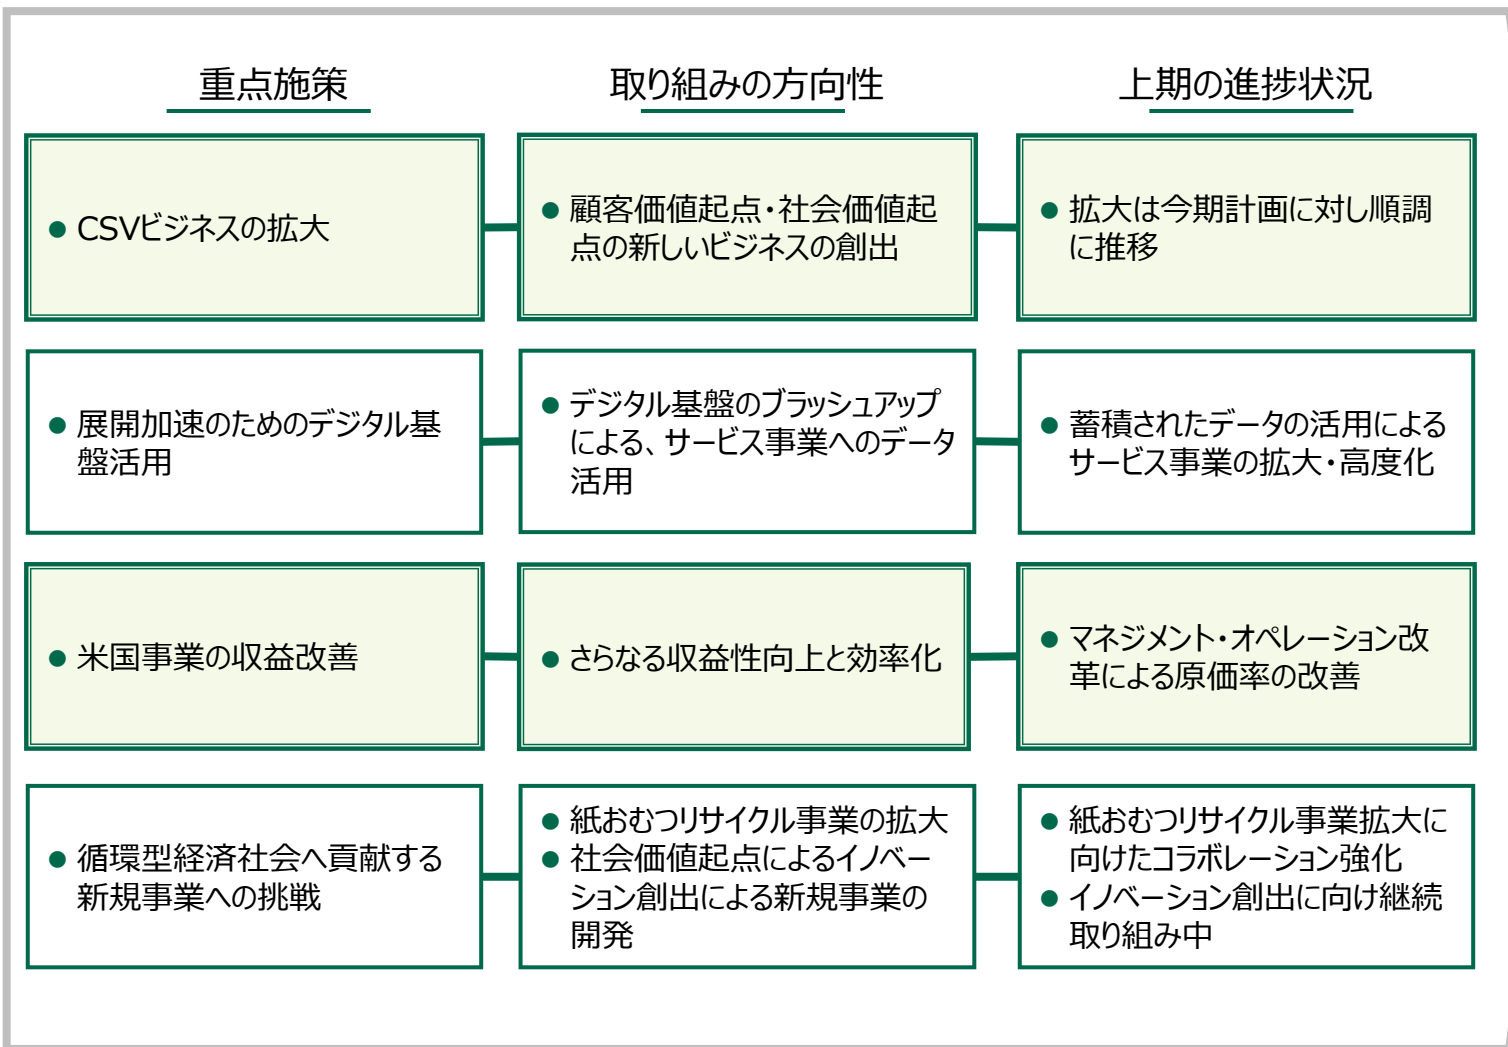 重点施策
取り組みの方向性
上期の進捗状況
● CSVビジネスの拡大
● 顧客価値起点・社会価値起
点の新しいビジネスの創出
● 拡大は今期計画に対し順調
に推移
● 展開加速のためのデジタル基
盤活用
● デジタル基盤のブラッシュアップ
による、サービス事業へのデータ
活用
● 蓄積されたデータの活用による
サービス事業の拡大・高度化
● 米国事業の収益改善
● さらなる収益性向上と効率化
● マネジメント・オペレーション改
革による原価率の改善
● 循環型経済社会へ貢献する
新規事業への挑戦
● 紙おむつリサイクル事業の拡大
● 社会価値起点によるイノベー
ション創出による新規事業の
開発
● 紙おむつリサイクル事業拡大に
向けたコラボレーション強化
● イノベーション創出に向け継続
取り組み中